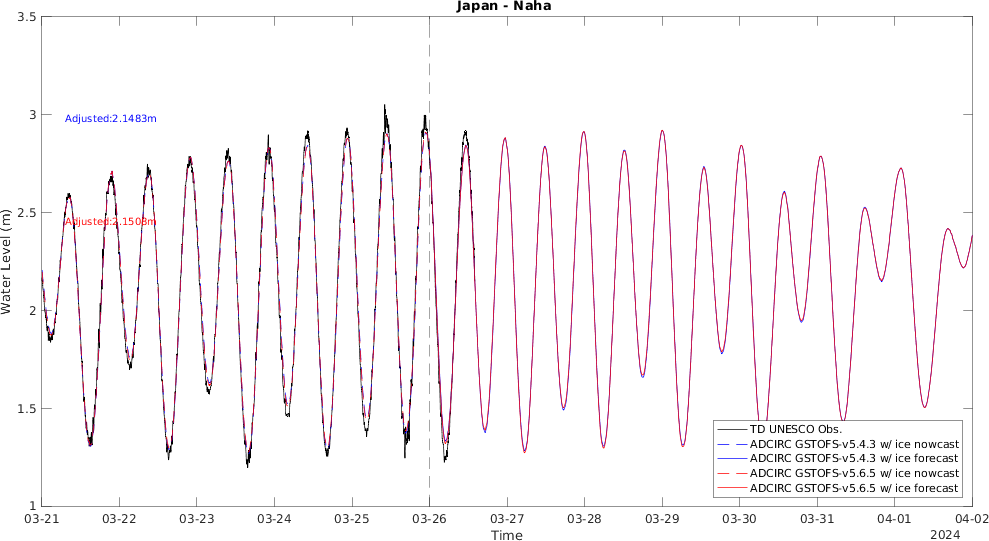 Japan - Naha
3.5
3
2.5
2
1.5
1
Water Level (m)
Adjusted:2.1483m
Adjusted:2.1503m
TD UNESCO Obs.
ADCIRC GSTOFS-v5.4.3 w/ ice nowcast
ADCIRC GSTOFS-v5.4.3 w/ ice forecast
ADCIRC GSTOFS-v5.6.5 w/ ice nowcast
ADCIRC GSTOFS-v5.6.5 w/ ice forecast
03-21 03-22 03-23 03-24 03-25 03-26 03-27 03-28 03-29 03-30 03-31 04-01 04-02
Time
2024